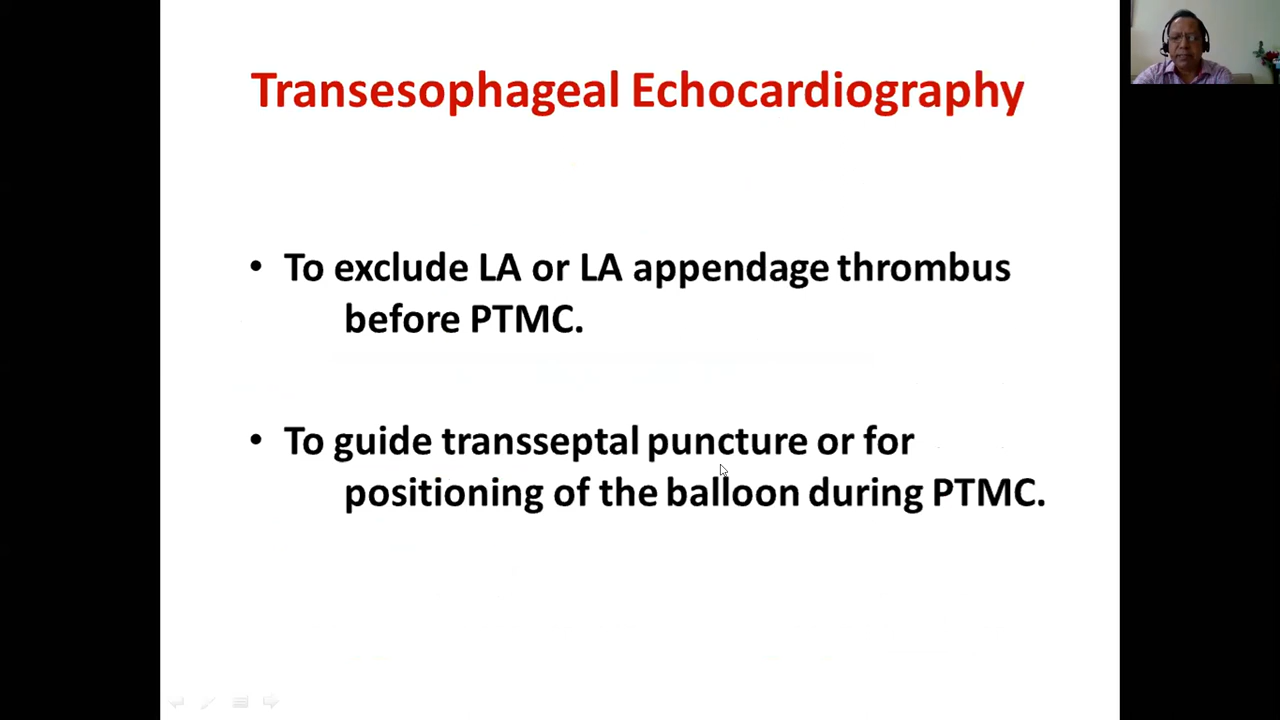 Transesophageal Echocardiography
• To exclude LA or LA appendage thrombus
before PTMC.
• To guide transseptal puncture or for
positioning of the balloon during PTMC.